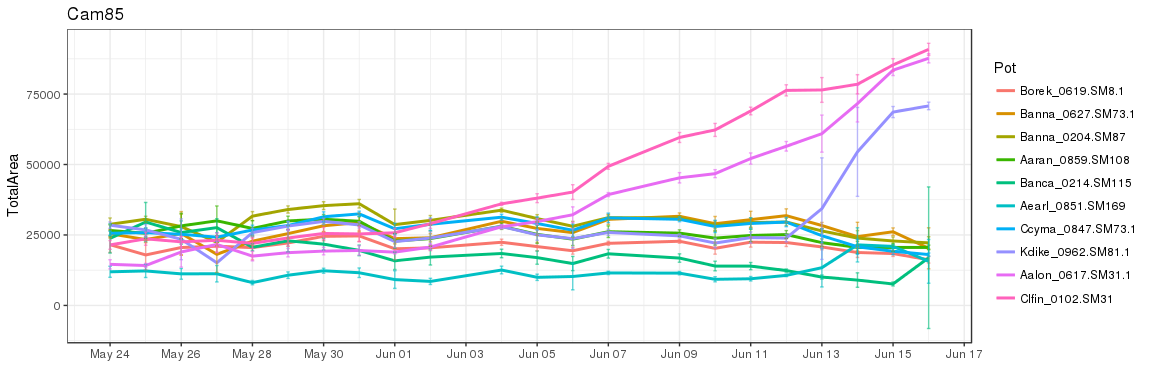 Cam85
TotalArea
75000
50000
25000
0
May 24 May 26 May 28 May 30 Jun 01 Jun 03 Jun 05 Jun 07 Jun 09 Jun 11 Jun 13 Jun 15 Jun 17
Pot
Borek_0619.SM8.1
Banna_0627.SM73.1
Banna_0204.SM87
Aaran_0859.SM108
Banca_0214.SM115
Aearl_0851.SM169
Ccyma_0847.SM73.1
Kdike_0962.SM81.1
Aalon_0617.SM31.1
Clfin_0102.SM31